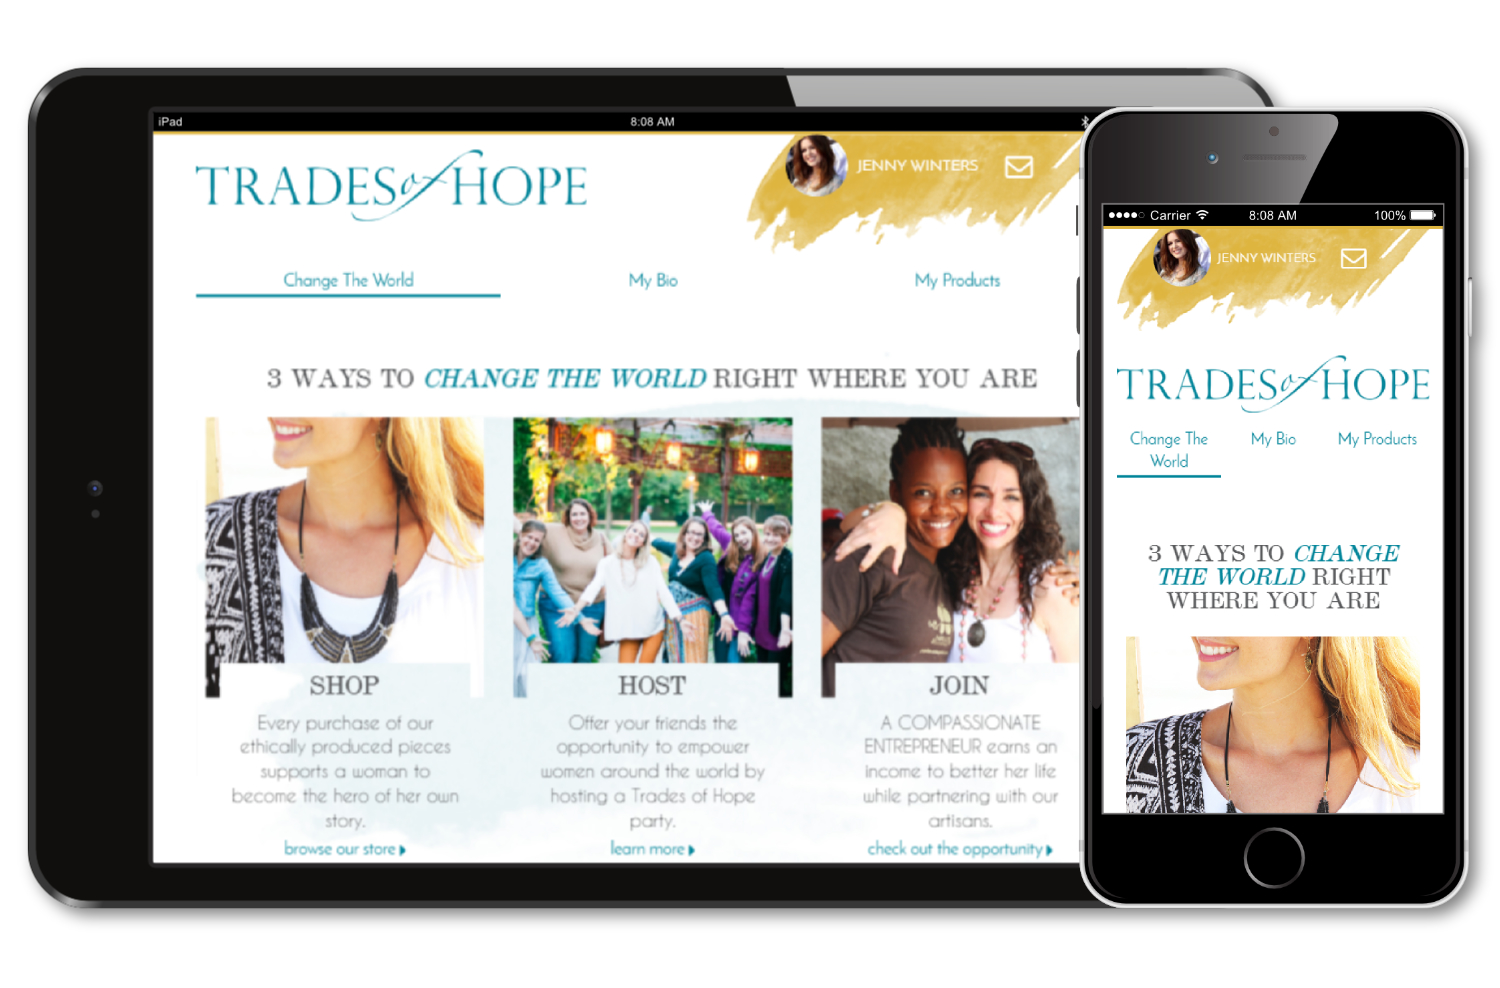 iPad
8:08 AM
TRADES of HOPE
JENNY WINTERS
Change The World
My Bio
My Products
3 WAYS TO CHANGE THE WORLD RIGHT WHERE YOU ARE
SHOP
Every purchase of our
ethically produced pieces
supports a woman to
become the hero of her own
story.
browse our store
HOST
Offer your friends the
opportunity to empower
women around the world by
hosting a Trades of Hope
party.
learn more
JOIN
A COMPASSIONATE
ENTREPRENEUR earns an
income to better her life
while partnering with our
artisans.
check out the opportunity
Carrier
8:08 AM
100%
JENNY WINTERS
TRADES of HOPE
Change The
World
My Bio
My Products
3 WAYS TO CHANGE
THE WORLD RIGHT
WHERE YOU ARE